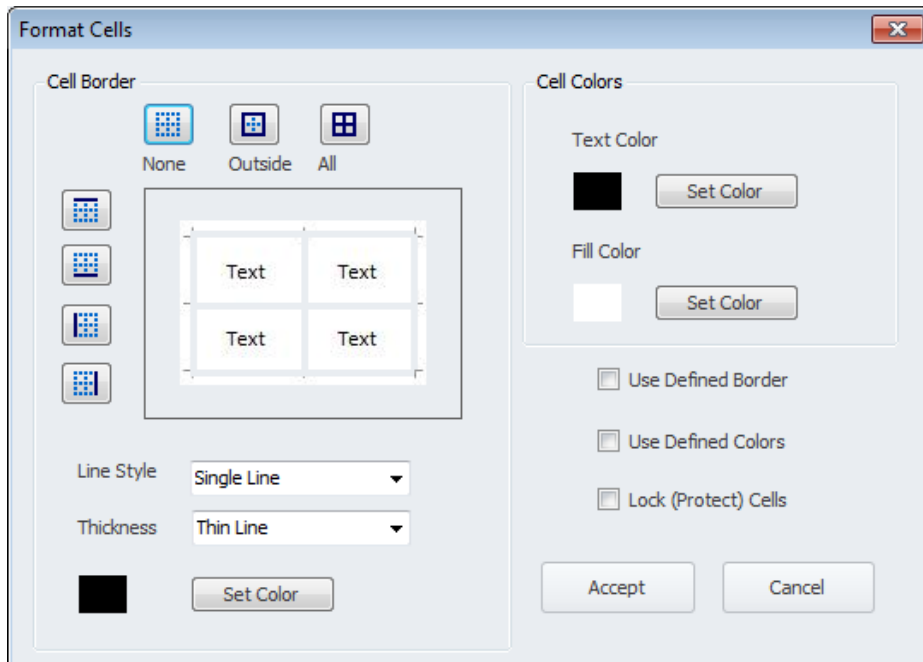 Format Cells
Cell Border
None Outside All
Text Text
Text Text
Line Style Single Line
Thickness Thin Line
Set Color
Cell Colors
Text Color
Set Color
Fill Color
Set Color
Use Defined Border
Use Defined Colors
Lock (Protect) Cells
Accept Cancel